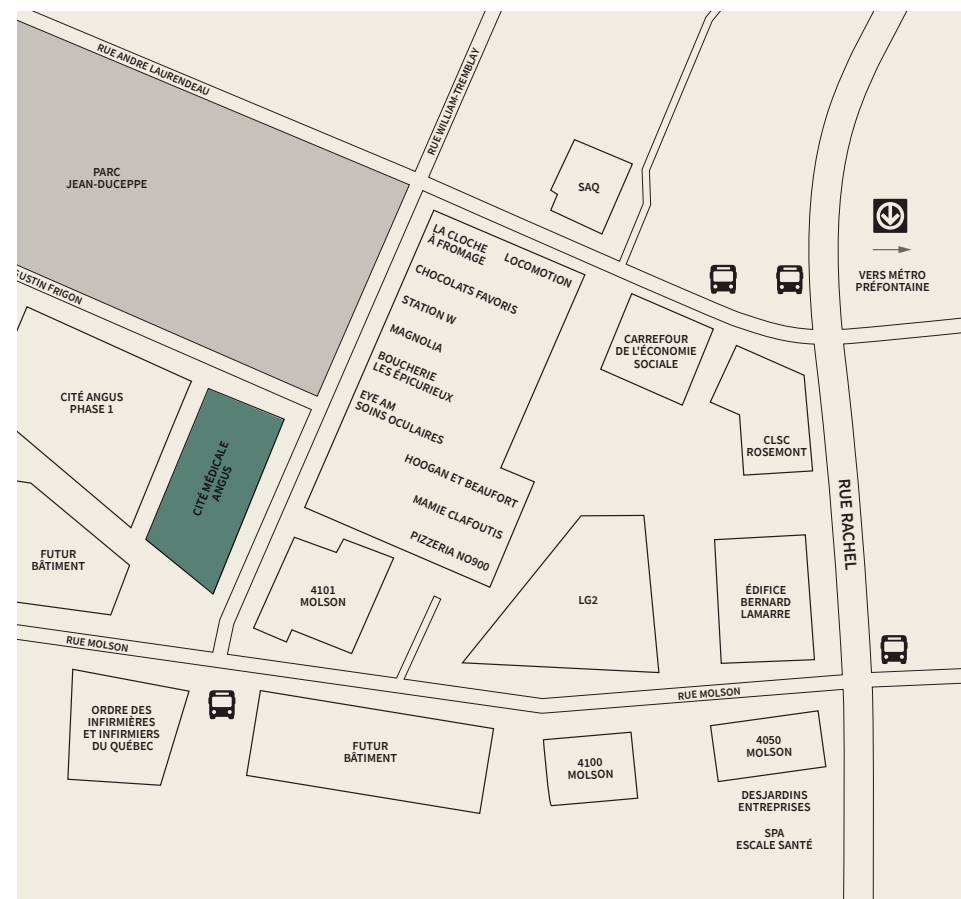 RUE ANDRE LAURENDEAU
RUE WILLIAM-TREMBLAY
PARC
JEAN-DUCEPPE
SAQ
VERS MÉTRO
PRÉFONTAINE
GUSTIN FRIGON
LA CLOCHE
À FROMAGE
LOCOMOTION
CHOCOLATS FAVORIS
STATION W
MAGNOLIA
BOUCHERIE
LES ÉPICURIEUX
EYE AM
SOINS OCULAIRES
HOOGAN ET BEAUFORT
MAMIE CLAFOUTIS
PIZZERIA NO900
CARREFOUR
DE L'ÉCONOMIE
SOCIALE
CLSC
ROSEMONT
CITÉ ANGUS
PHASE 1
CITÉ MÉDICALE
ANGUS
RUE RACHEL
FUTUR
BÂTIMENT
4101
MOLSON
LG2
ÉDIFICE
BERNARD
LAMARRE
RUE MOLSON
RUE MOLSON
ORDRE DES
INFIRMIÈRES
ET INFIRMIERS
DU QUÉBEC
FUTUR
BÂTIMENT
4100
MOLSON
4050
MOLSON
DESJARDINS
ENTREPRISES
SPA
ESCALE SANTÉ